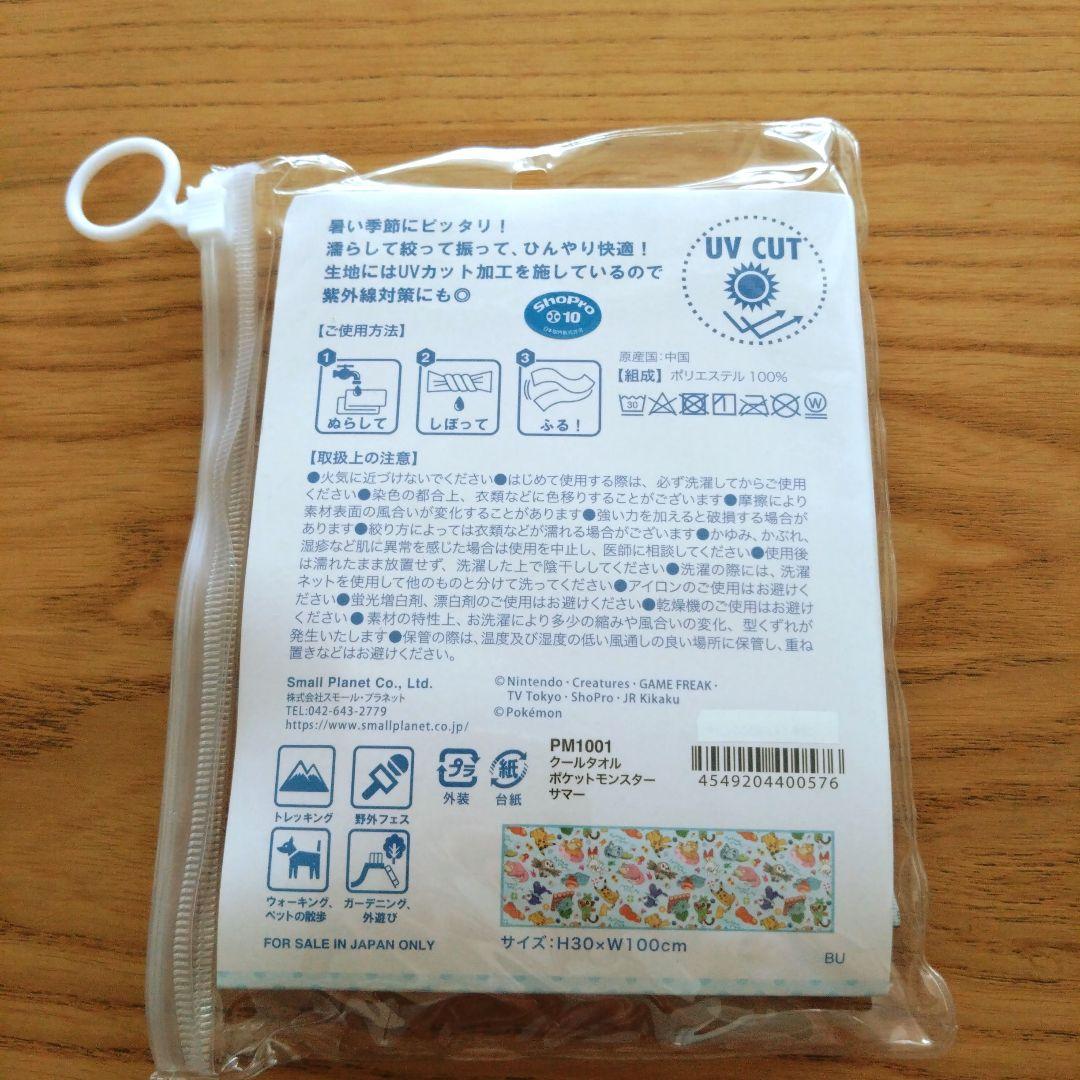 暑い季節にピッタリ!
濡らして絞って振って、ひんやり快適!
生地にはUVカット加工を施しているので
紫外線対策にも◎
UV CUT
ShoPro
10
【ご使用方法】
1
ぬらして
2
しぼって
3
ふる!
原産国:中国
【組成】ポリエステル100%
30
W
【取扱上の注意】
●火気に近づけないでください●はじめて使用する際は、必ず洗濯してからご使用
ください●染色の都合上、衣類などに色移りすることがございます●摩擦により
素材表面の風合いが変化することがあります●強い力を加えると破損する場合が
あります●絞り方によっては衣類などが濡れる場合がございます●かゆみ、かぶれ、
湿疹など肌に異常を感じた場合は使用を中止し、医師に相談してください●使用後
は濡れたまま放置せず、洗濯した上で陰干ししてください●洗濯の際には、洗濯
ネットを使用して他のものと分けて洗ってください●アイロンのご使用はお避けく
ださい●蛍光増白剤、漂白剤のご使用はお避けください●乾燥機のご使用はお避け
ください●素材の特性上、お洗濯により多少の縮みや風合いの変化、型くずれが
発生いたします●保管の際は、温度及び湿度の低い風通しの良い場所に保管し、重ね
置きなどはお避けください。
Small Planet Co., Ltd.
株式会社スモール・プラネット
TEL:042-643-2779
https://www.smallplanet.co.jp/
©Nintendo・Creatures・GAME FREAK・
TV Tokyo・ShoPro・JR Kikaku
©Pokémon
プラ
外装
紙
台紙
PM1001
クールタオル
ポケットモンスター
サマー
4549204400576
トレッキング
野外フェス
ウォーキング、
ペットの散歩
ガーデニング、
外遊び
FOR SALE IN JAPAN ONLY
サイズ:H30×W100cm
BU